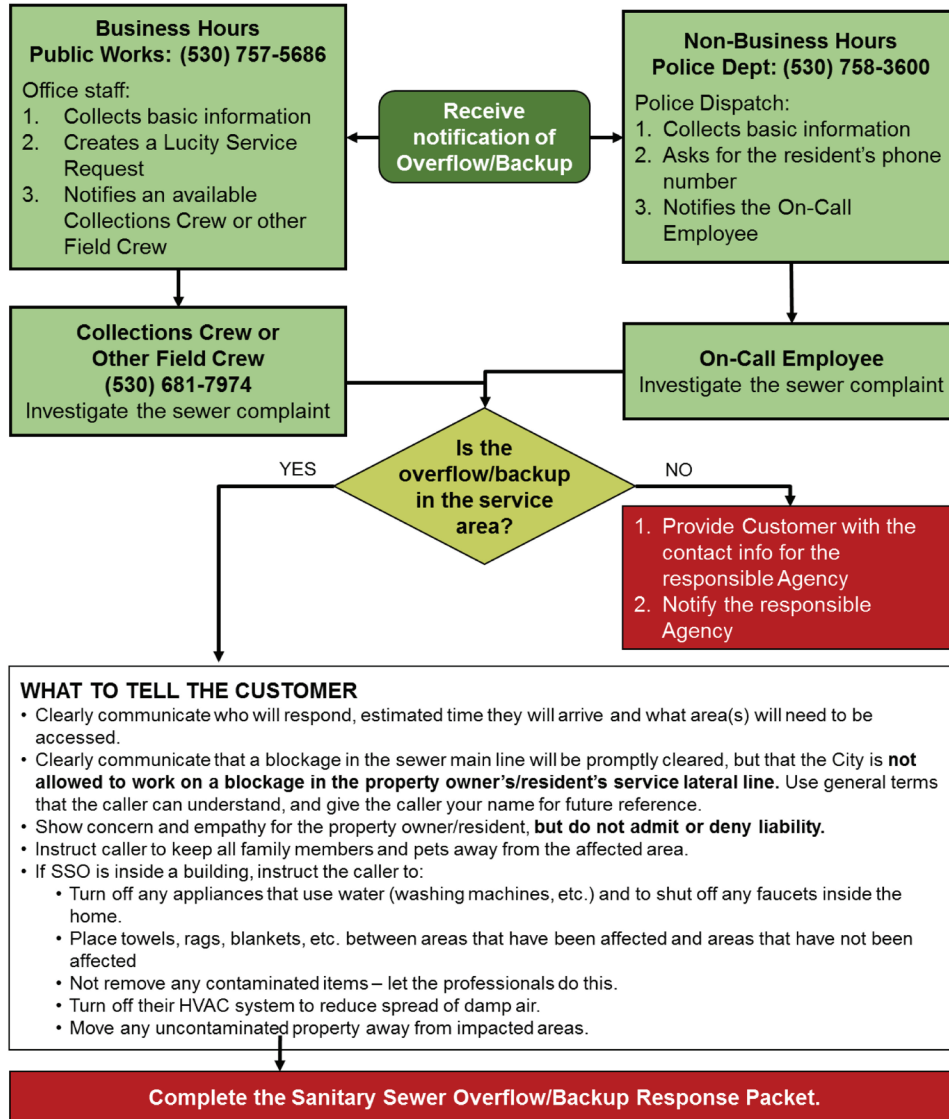 Business Hours
Public Works: (530) 757-5686
Office staff:
1. Collects basic information
2. Creates a Lucity Service
Request
3. Notifies an available
Collections Crew or other
Field Crew
Receive
notification of
Overflow/Backup
Non-Business Hours
Police Dept: (530) 758-3600
Police Dispatch:
1. Collects basic information
2. Asks for the resident's phone
number
3. Notifies the On-Call
Employee
Collections Crew or
Other Field Crew
(530) 681-7974
Investigate the sewer complaint
On-Call Employee
Investigate the sewer complaint
Is the
overflow/backup
in the service
area?
YES
NO
1. Provide Customer with the
contact info for the
responsible Agency
2. Notify the responsible
Agency
WHAT TO TELL THE CUSTOMER
• Clearly communicate who will respond, estimated time they will arrive and what area(s) will need to be
accessed.
• Clearly communicate that a blockage in the sewer main line will be promptly cleared, but that the City is not
allowed to work on a blockage in the property owner's/resident's service lateral line. Use general terms
that the caller can understand, and give the caller your name for future reference.
• Show concern and empathy for the property owner/resident, but do not admit or deny liability.
• Instruct caller to keep all family members and pets away from the affected area.
• If SSO is inside a building, instruct the caller to:
• Turn off any appliances that use water (washing machines, etc.) and to shut off any faucets inside the
home.
• Place towels, rags, blankets, etc. between areas that have been affected and areas that have not been
affected
• Not remove any contaminated items – let the professionals do this.
• Turn off their HVAC system to reduce spread of damp air.
• Move any uncontaminated property away from impacted areas.
Complete the Sanitary Sewer Overflow/Backup Response Packet.